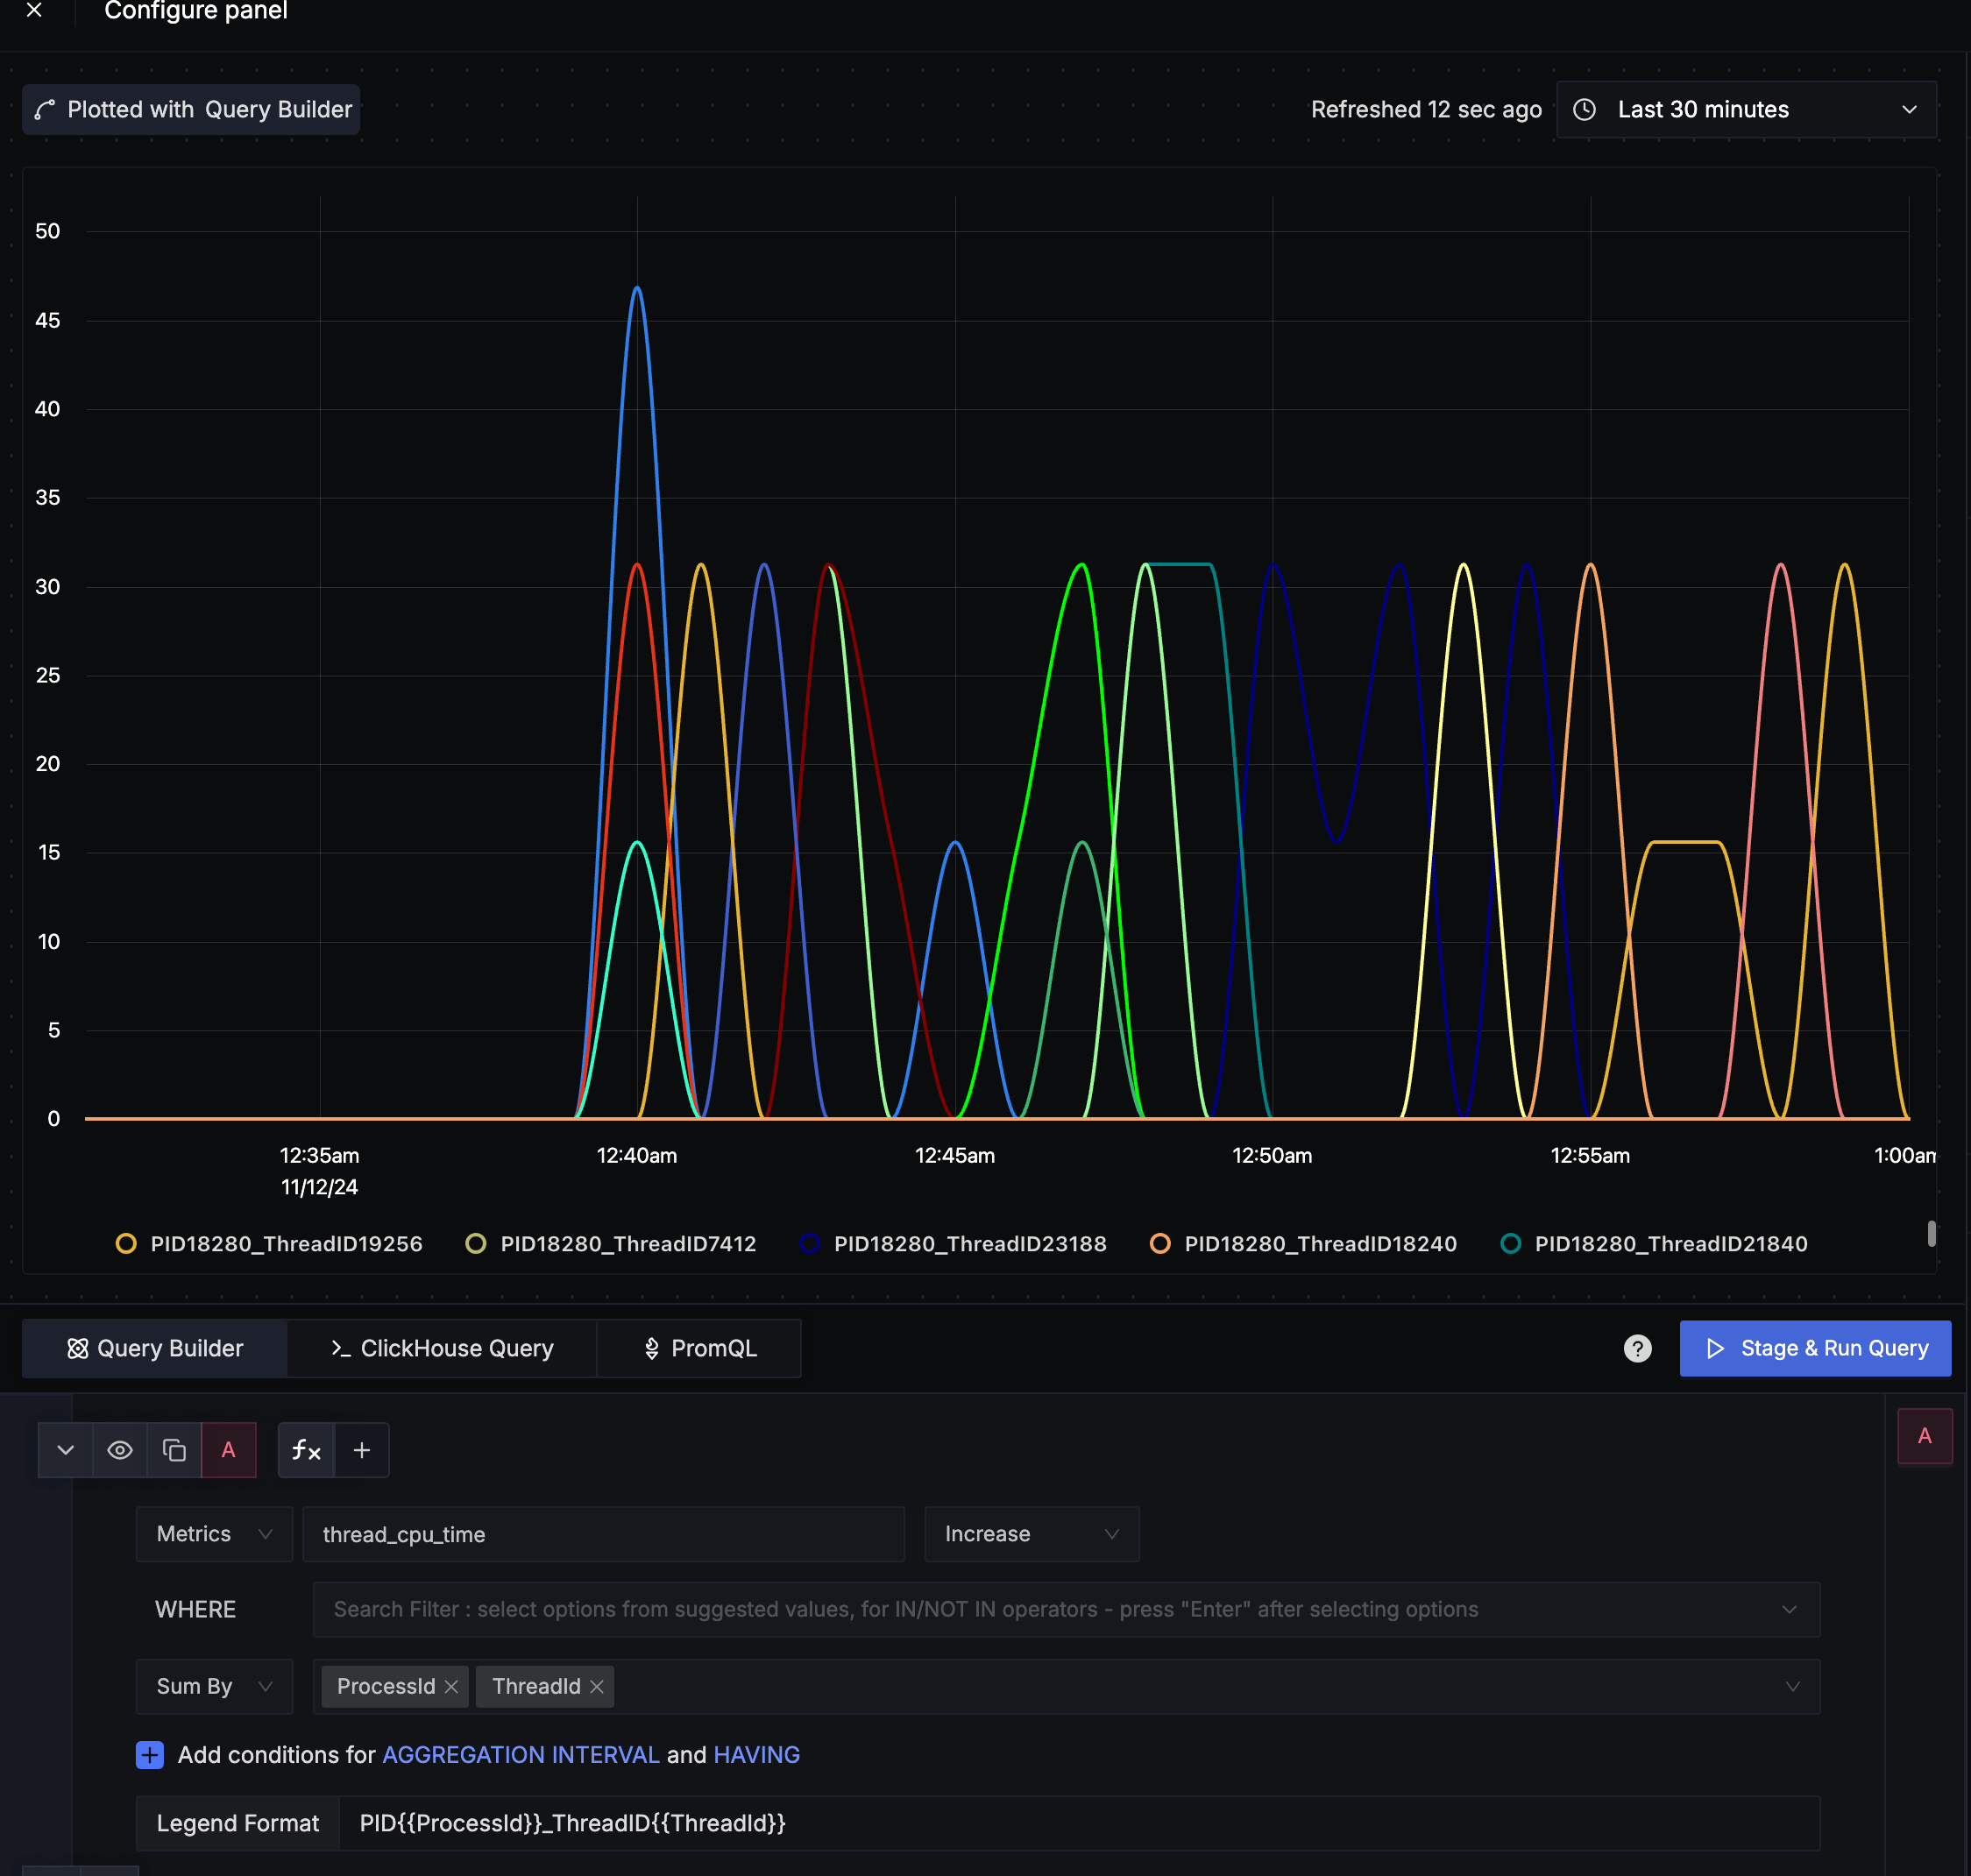 Configure panel
Plotted with Query Builder
Refreshed 12 sec ago
Last 30 minutes
50
45
40
35
30
25
20
15
10
5
0
12:35am 12:40am 12:45am 12:50am 12:55am 1:00am
11/12/24
PID18280_ThreadID19256 PID18280_ThreadID7412 PID18280_ThreadID23188 PID18280_ThreadID18240 PID18280_ThreadID21840
Query Builder
ClickHouse Query
PromQL
?
Stage & Run Query
A
fx
+
A
Metrics
thread_cpu_time
Increase
WHERE
Search Filter : select options from suggested values, for IN/NOT IN operators - press "Enter" after selecting options
Sum By
ProcessId
ThreadId
Add conditions for AGGREGATION INTERVAL and HAVING
Legend Format
PID{{ProcessId}}_ThreadID{{ThreadId}}